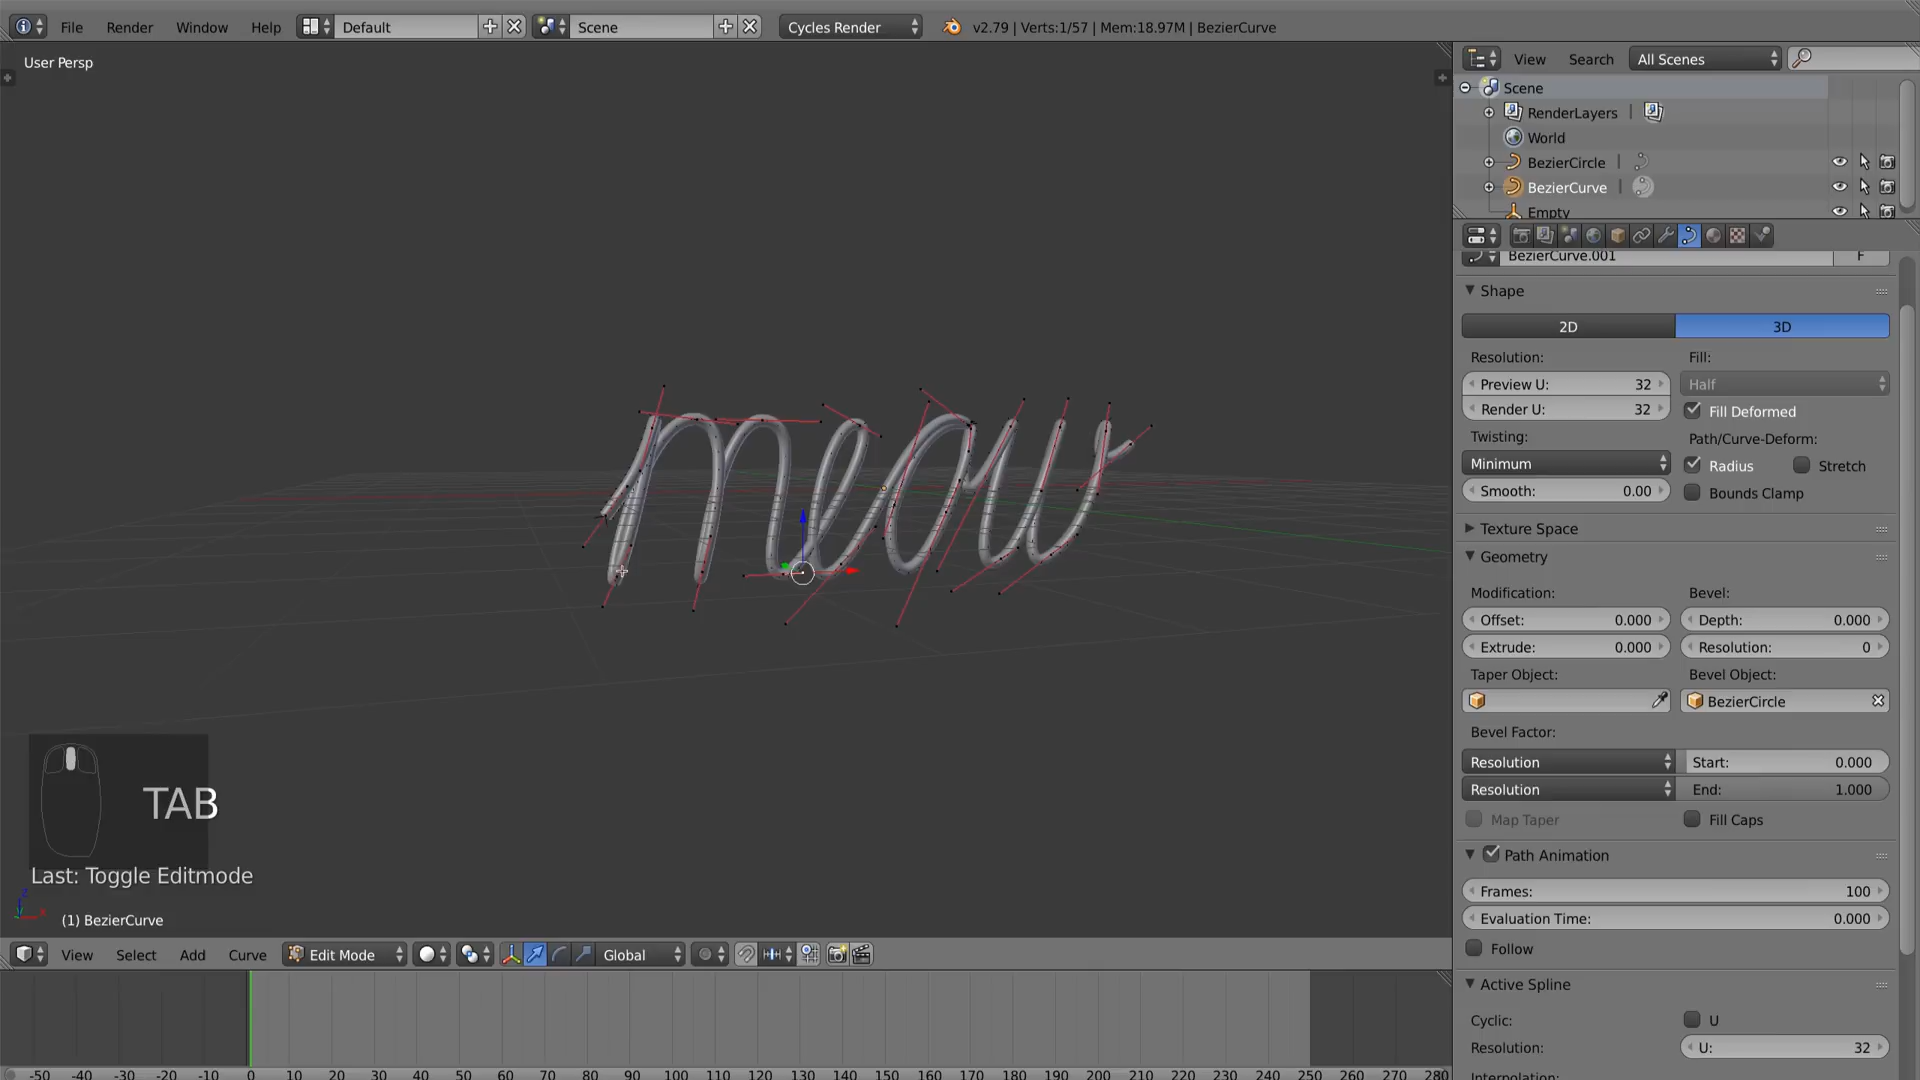 File Render Window Help Default Scene Cycles Render v2.79 | Verts:1/57 | Mem:18.97M | BezierCurve
User Persp
meow
TAB
Last: Toggle Editmode
(1) BezierCurve
View Select Add Curve Edit Mode Global
-50 -40 -30 -20 -10 0 10 20 30 40 50 60 70 80 90 100 110 120 130 140 150 160 170 180 190 200 210 220 230 240 250 260 270 280
View Search All Scenes
Scene
RenderLayers
World
BezierCircle
BezierCurve
Empty
BezierCurve.001 F
Shape
2D 3D
Resolution: Fill:
Preview U: 32 Half
Render U: 32 Fill Deformed
Twisting: Path/Curve-Deform:
Minimum Radius Stretch
Smooth: 0.00 Bounds Clamp
Texture Space
Geometry
Modification: Bevel:
Offset: 0.000 Depth: 0.000
Extrude: 0.000 Resolution: 0
Taper Object: Bevel Object:
BezierCircle
Bevel Factor:
Resolution Start: 0.000
Resolution End: 1.000
Map Taper Fill Caps
Path Animation
Frames: 100
Evaluation Time: 0.000
Follow
Active Spline
Cyclic: U
Resolution: U: 32
Interpolation: